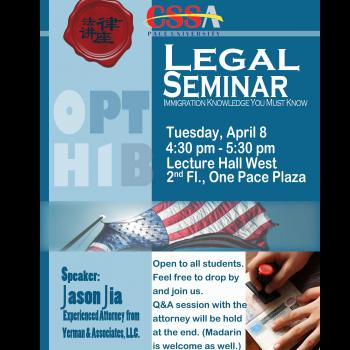 法律
讲座
CSSA
PACE UNIVERSITY
LEGAL
SEMINAR
IMMIGRATION KNOWLEDGE YOU MUST KNOW
OPT
H1B
Tuesday, April 8
4:30 pm - 5:30 pm
Lecture Hall West
2nd Fl., One Pace Plaza
Speaker:
Jason Jia
Experienced Attorney from
Yerman & Associates, LLC.
Open to all students.
Feel free to drop by
and join us.
Q&A session with the
attorney will be held
at the end. (Madarin
is welcome as well.)